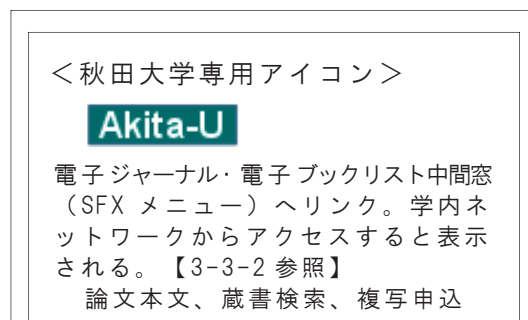 ＜秋田大学専用アイコン＞
Akita-U
電子ジャーナル・電子ブックリスト中間窓
（SFX メニュー）へリンク。学内ネ
ットワークからアクセスすると表示
される。【3-3-2 参照】
論文本文、蔵書検索、複写申込